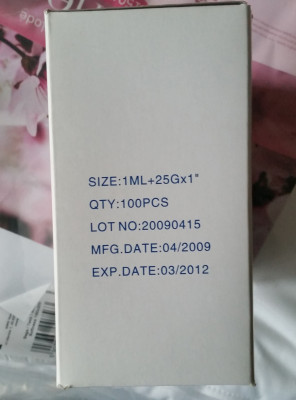 SIZE:1ML+25Gx1"
QTY:100PCS
LOT NO:20090415
MFG.DATE:04/2009
EXP.DATE:03/2012